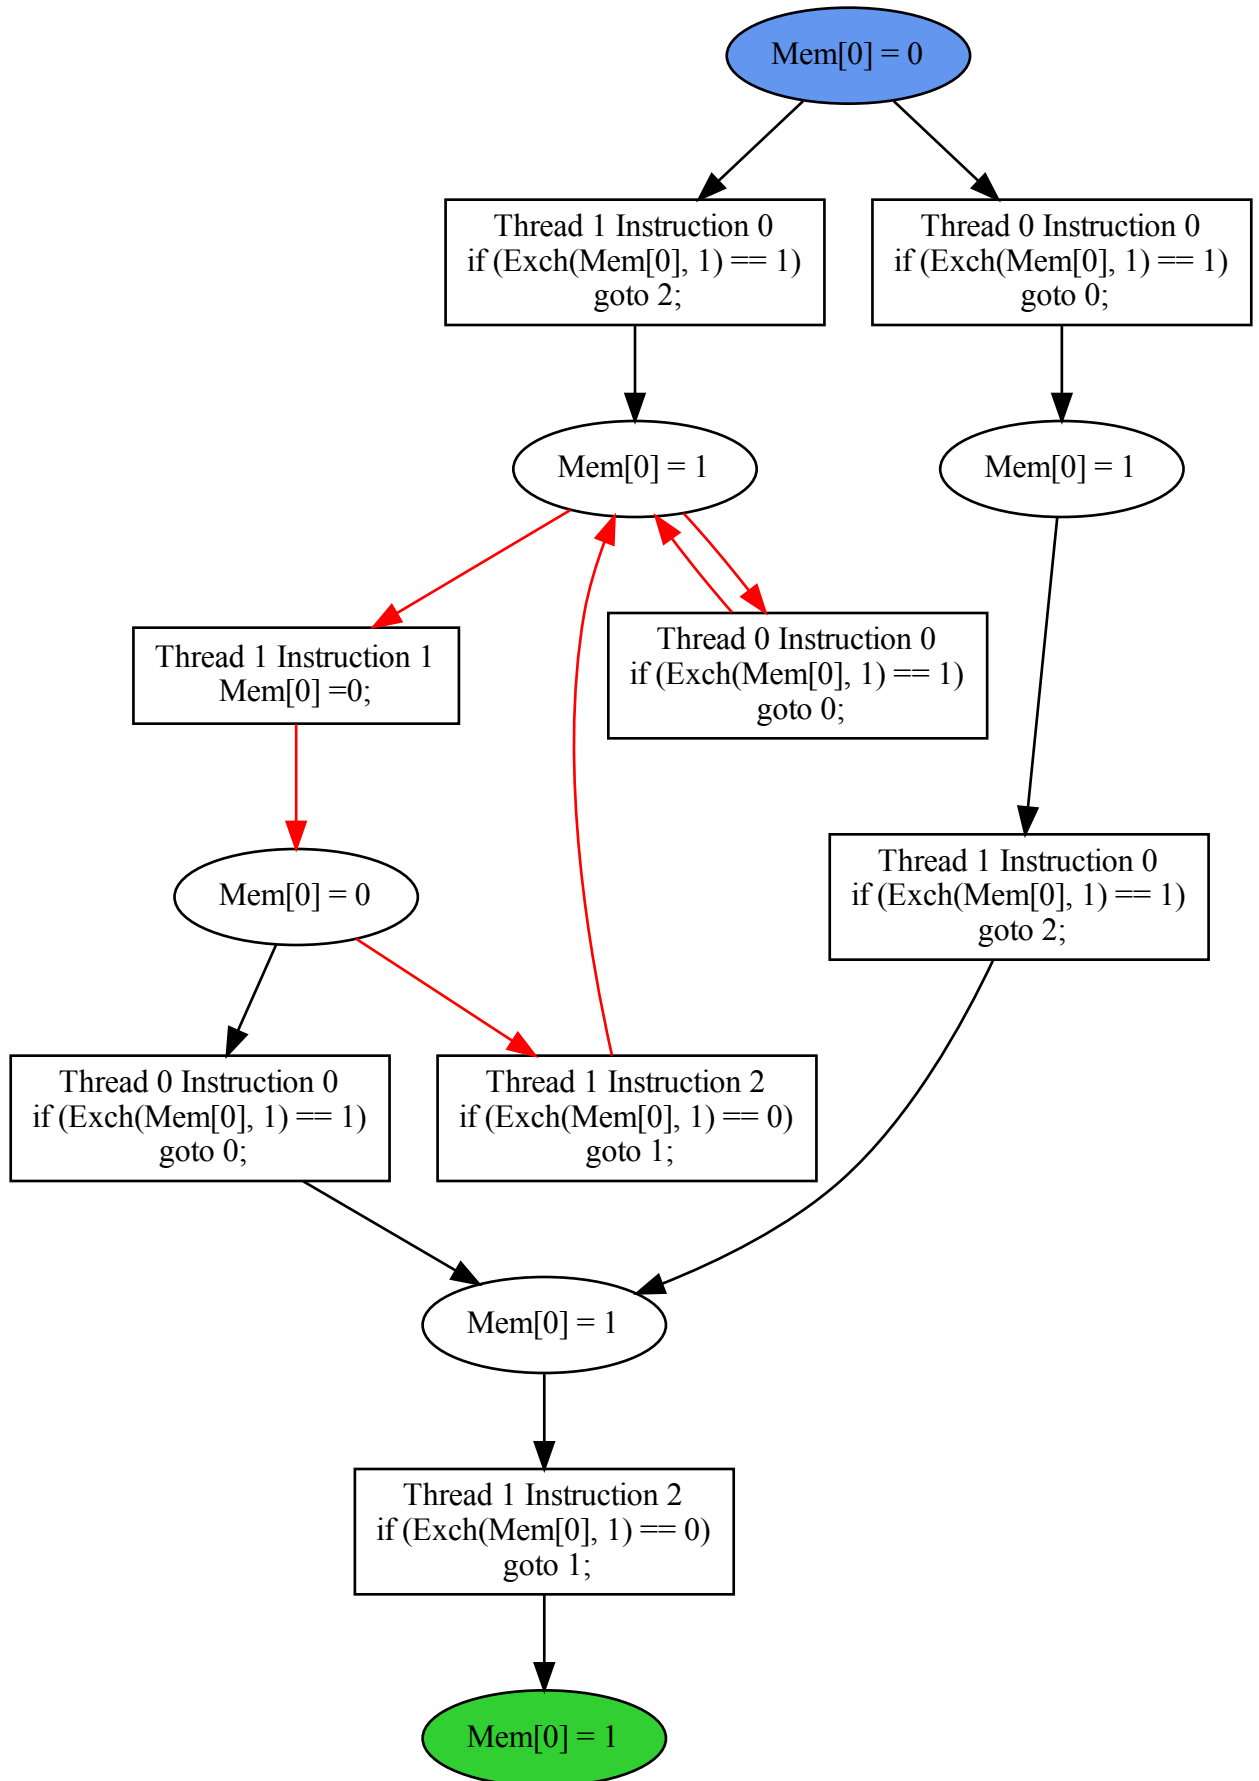 Mem[0] = 0
Thread 1 Instruction 0
if (Exch(Mem[0], 1) == 1)
goto 2;
Thread 0 Instruction 0
if (Exch(Mem[0], 1) == 1)
goto 0;
Mem[0] = 1
Mem[0] = 1
Thread 1 Instruction 1
Mem[0] =0;
Thread 0 Instruction 0
if (Exch(Mem[0], 1) == 1)
goto 0;
Mem[0] = 0
Thread 1 Instruction 0
if (Exch(Mem[0], 1) == 1)
goto 2;
Thread 0 Instruction 0
if (Exch(Mem[0], 1) == 1)
goto 0;
Thread 1 Instruction 2
if (Exch(Mem[0], 1) == 0)
goto 1;
Mem[0] = 1
Thread 1 Instruction 2
if (Exch(Mem[0], 1) == 0)
goto 1;
Mem[0] = 1